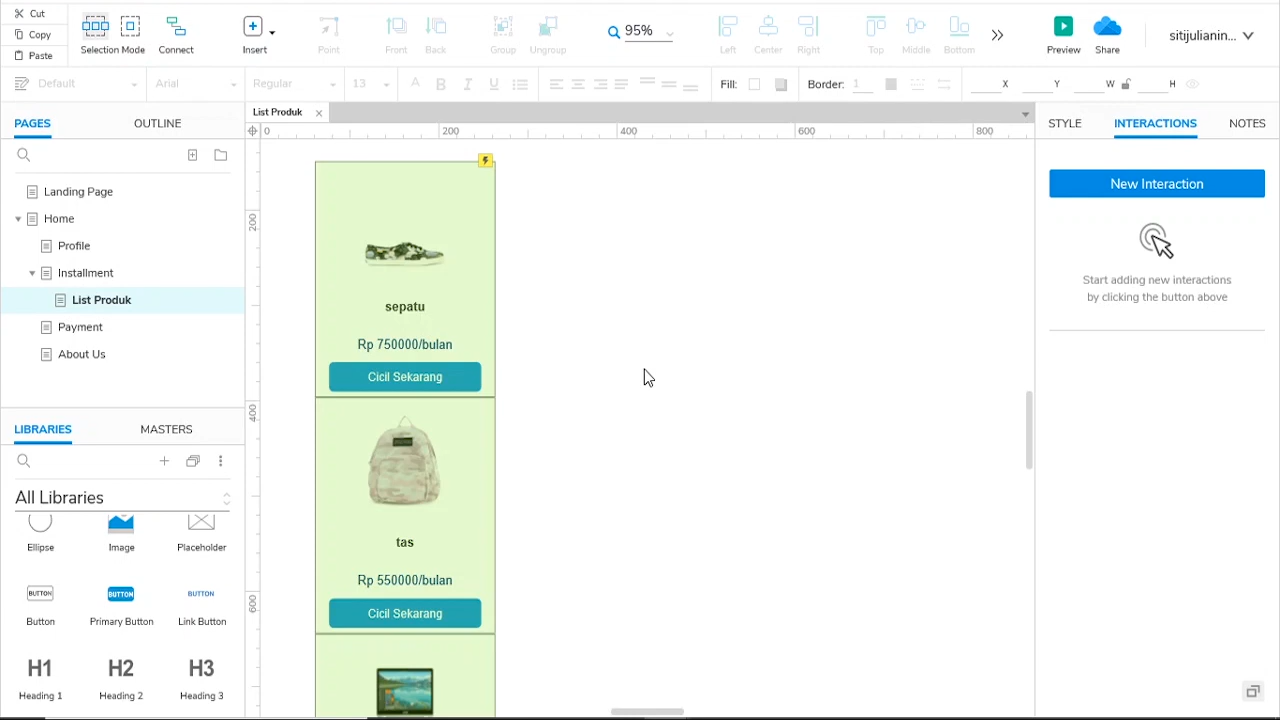 Cut
Copy
Paste
Selection Mode
Connect
Insert
Point
Front
Back
Group
Ungroup
95%
Left
Center
Right
Top
Middle
Bottom
Preview
Share
sitijulianin...
Default
Arial
Regular
13
A
B
I
U
Fill:
Border:
1
X
Y
W
H
PAGES
OUTLINE
List Produk
0
200
400
600
800
STYLE
INTERACTIONS
NOTES
Landing Page
Home
Profile
Installment
List Produk
Payment
About Us
New Interaction
Start adding new interactions
by clicking the button above
200
400
600
sepatu
Rp 750000/bulan
Cicil Sekarang
tas
Rp 550000/bulan
Cicil Sekarang
LIBRARIES
MASTERS
All Libraries
Ellipse
Image
Placeholder
BUTTON
BUTTON
BUTTON
Button
Primary Button
Link Button
H1
H2
H3
Heading 1
Heading 2
Heading 3